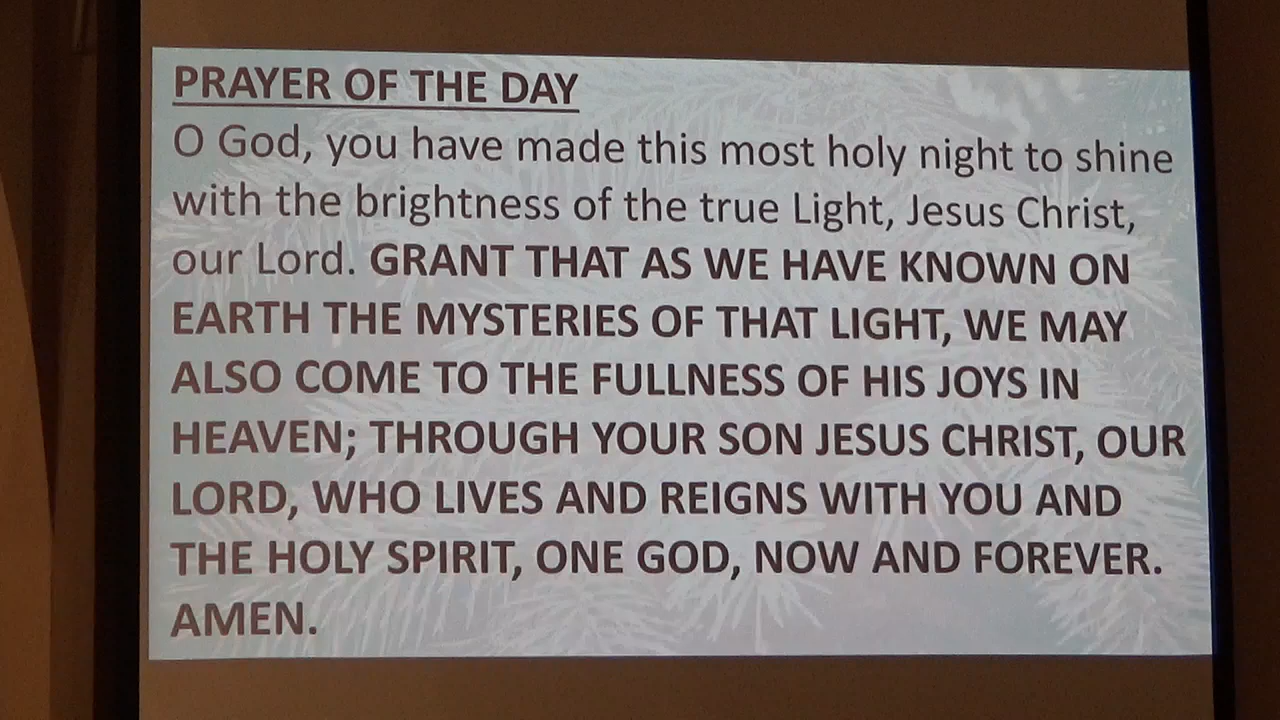 PRAYER OF THE DAY
O God, you have made this most holy night to shine
with the brightness of the true Light, Jesus Christ,
our Lord. GRANT THAT AS WE HAVE KNOWN ON
EARTH THE MYSTERIES OF THAT LIGHT, WE MAY
ALSO COME TO THE FULLNESS OF HIS JOYS IN
HEAVEN; THROUGH YOUR SON JESUS CHRIST, OUR
LORD, WHO LIVES AND REIGNS WITH YOU AND
THE HOLY SPIRIT, ONE GOD, NOW AND FOREVER.
AMEN.